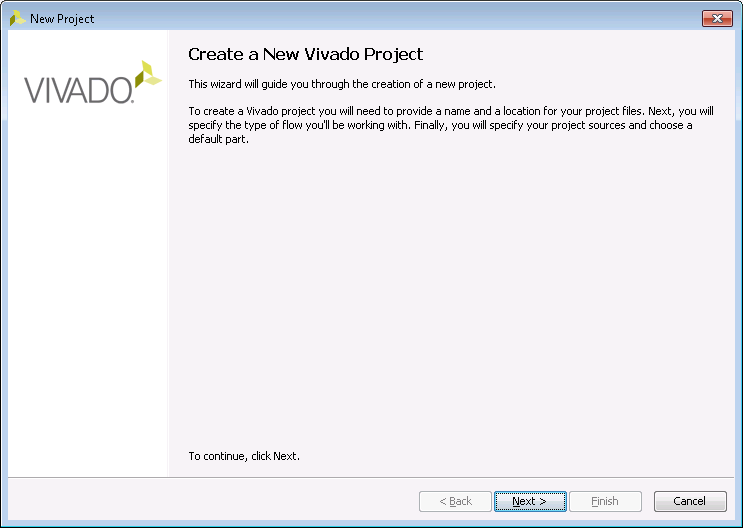 New Project
VIVADO.
Create a New Vivado Project
This wizard will guide you through the creation of a new project.
To create a Vivado project you will need to provide a name and a location for your project files. Next, you will
specify the type of flow you'll be working with. Finally, you will specify your project sources and choose a
default part.
To continue, click Next.
< Back
Next >
Finish
Cancel